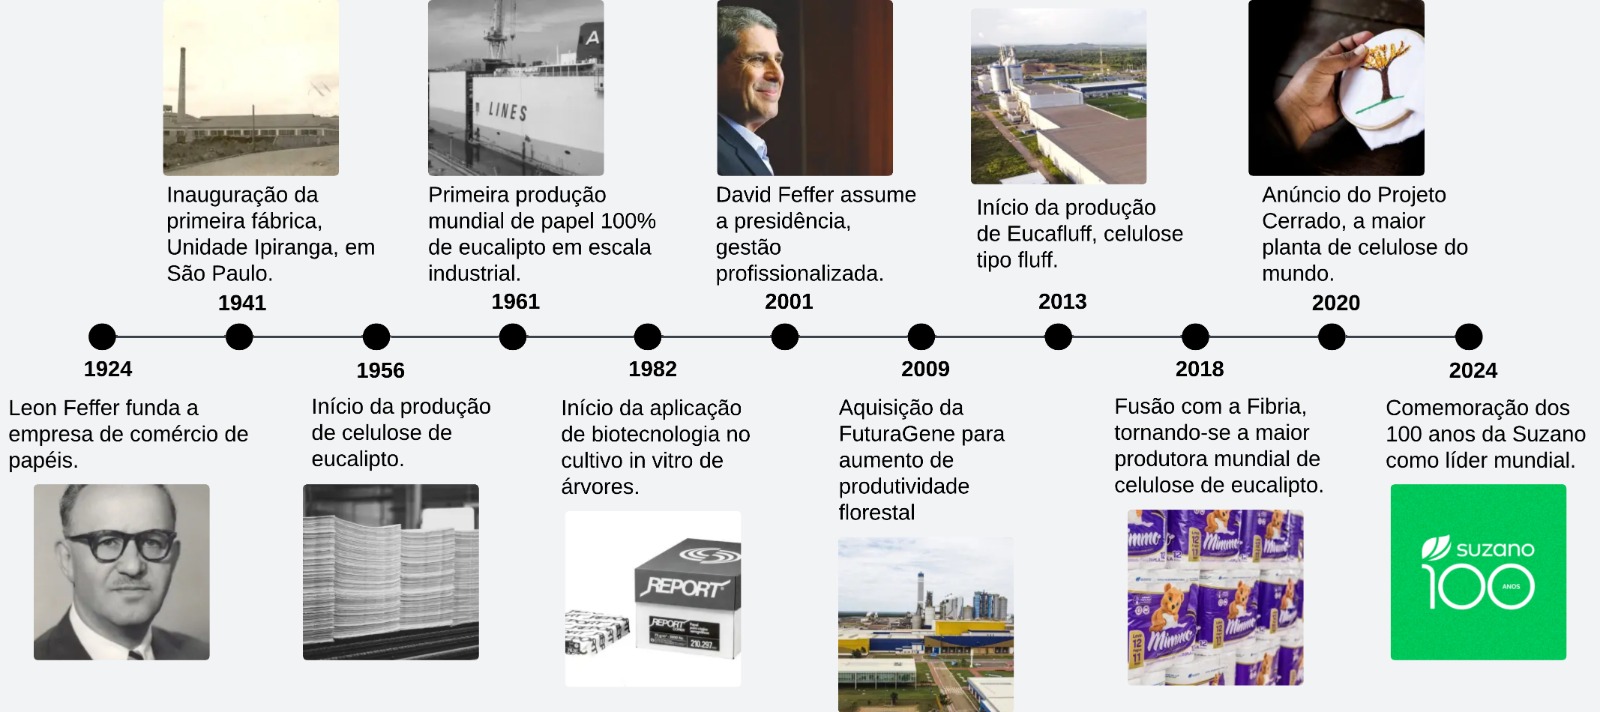 A
LINES
Inauguração da
primeira fábrica,
Unidade Ipiranga, em
São Paulo.
1941
Primeira produção
mundial de papel 100%
de eucalipto em escala
industrial.
1961
David Feffer assume
a presidência,
gestão
profissionalizada.
2001
Início da produção
de Eucafluff, celulose
tipo fluff.
2013
Anúncio do Projeto
Cerrado, a maior
planta de celulose do
mundo.
2020
1924
Leon Feffer funda a
empresa de comércio de
papéis.
1956
Início da produção
de celulose de
eucalipto.
1982
Início da aplicação
de biotecnologia no
cultivo in vitro de
árvores.
REPORT
REPORT
210.297
2009
Aquisição da
FuturaGene para
aumento de
produtividade
florestal
2018
Fusão com a Fibria,
tornando-se a maior
produtora mundial de
celulose de eucalipto.
Mimmo
Mimmo
12
11
2024
Comemoração dos
100 anos da Suzano
como líder mundial.
suzano
100
ANOS